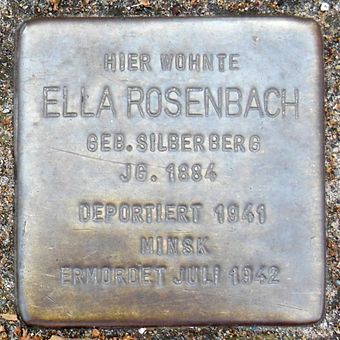 HIER WOHNTE
ELLA ROSENBACH
GEB. SILBERBERG
JG. 1884
DEPORTIERT 1941
MINSK
ERMORDET JULI 1942